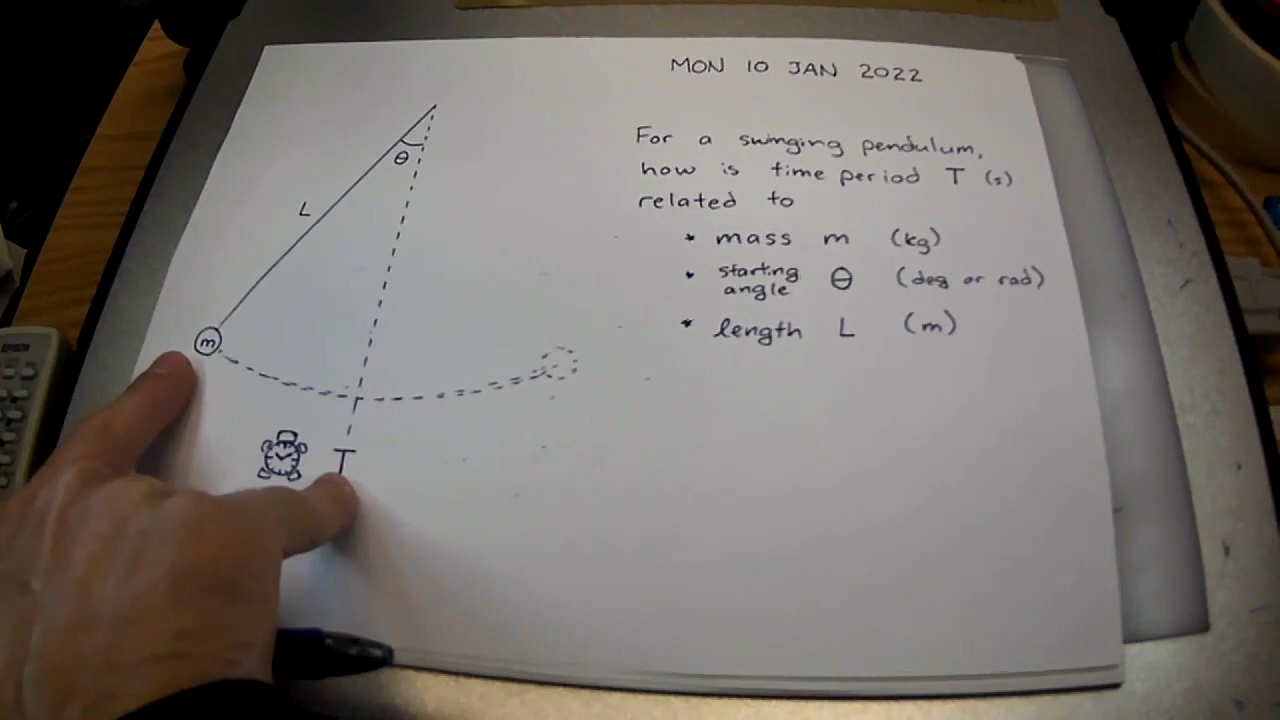 MON 10 JAN 2022
For a swinging pendulum,
how is time period T (s)
related to
* mass m (kg)
* starting angle θ (deg or rad)
* length L (m)
θ
L
m
T
EPSON